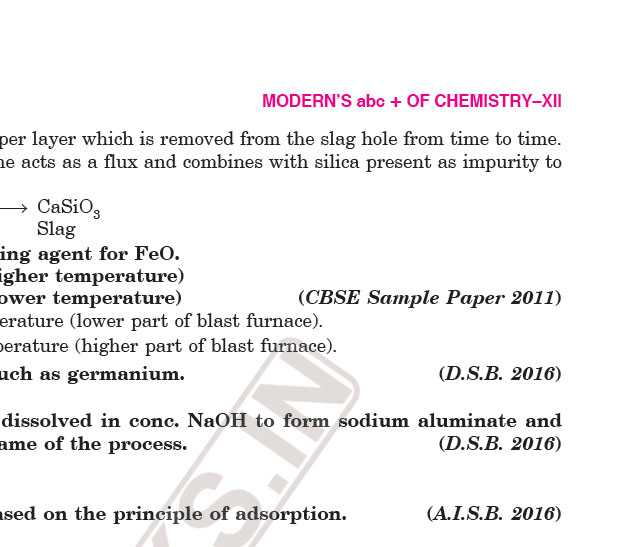 MODERN'S abc + OF CHEMISTRY–XII
per layer which is removed from the slag hole from time to time.
ne acts as a flux and combines with silica present as impurity to
⟶ CaSiO₃
Slag
ing agent for FeO.
igher temperature)
ower temperature) (CBSE Sample Paper 2011)
erature (lower part of blast furnace).
perature (higher part of blast furnace).
uch as germanium. (D.S.B. 2016)
dissolved in conc. NaOH to form sodium aluminate and
ame of the process. (D.S.B. 2016)
ased on the principle of adsorption. (A.I.S.B. 2016)
KS.IN